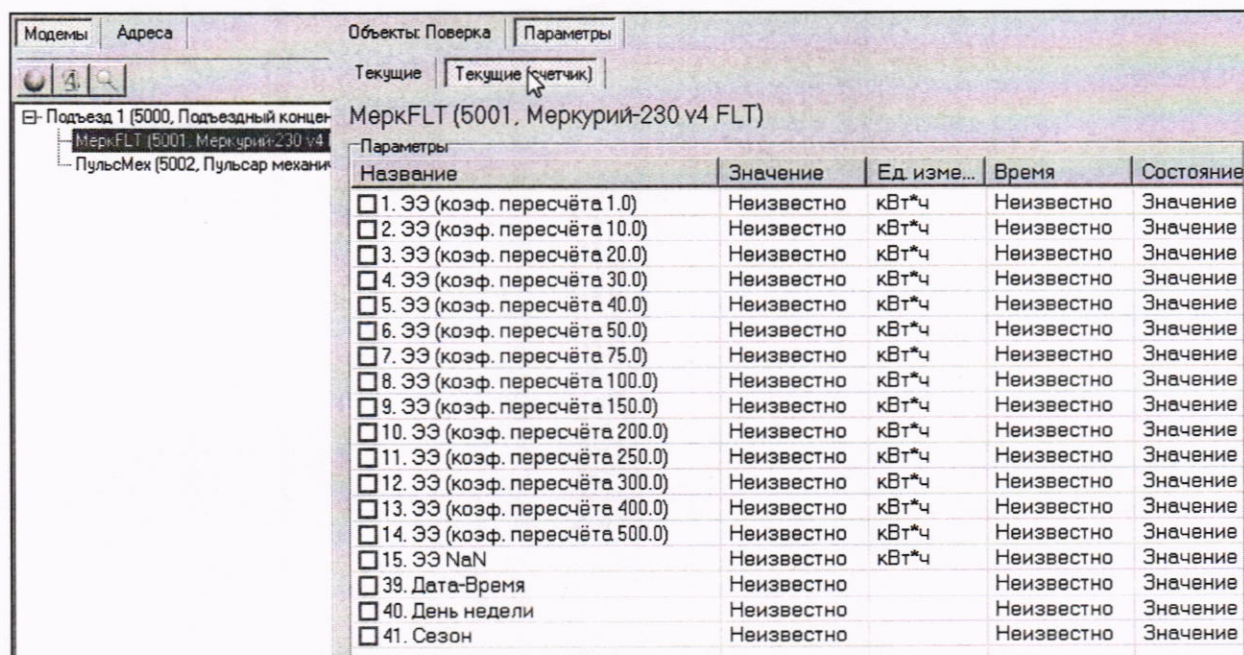 Модемы Адреса
Объекты: Поверка Параметры
Текущие Текущие (счетчик)
Подъезд 1 (5000, Подъездный концен
МеркFLT (5001, Меркурий-230 v4
ПульсМех (5002, Пульсар механич
МеркFLT (5001, Меркурий-230 v4 FLT)
Параметры
Название Значение Ед. изме... Время Состояние
1. ЭЭ (коэф. пересчёта 1.0) Неизвестно кВт*ч Неизвестно Значение
2. ЭЭ (коэф. пересчёта 10.0) Неизвестно кВт*ч Неизвестно Значение
3. ЭЭ (коэф. пересчёта 20.0) Неизвестно кВт*ч Неизвестно Значение
4. ЭЭ (коэф. пересчёта 30.0) Неизвестно кВт*ч Неизвестно Значение
5. ЭЭ (коэф. пересчёта 40.0) Неизвестно кВт*ч Неизвестно Значение
6. ЭЭ (коэф. пересчёта 50.0) Неизвестно кВт*ч Неизвестно Значение
7. ЭЭ (коэф. пересчёта 75.0) Неизвестно кВт*ч Неизвестно Значение
8. ЭЭ (коэф. пересчёта 100.0) Неизвестно кВт*ч Неизвестно Значение
9. ЭЭ (коэф. пересчёта 150.0) Неизвестно кВт*ч Неизвестно Значение
10. ЭЭ (коэф. пересчёта 200.0) Неизвестно кВт*ч Неизвестно Значение
11. ЭЭ (коэф. пересчёта 250.0) Неизвестно кВт*ч Неизвестно Значение
12. ЭЭ (коэф. пересчёта 300.0) Неизвестно кВт*ч Неизвестно Значение
13. ЭЭ (коэф. пересчёта 400.0) Неизвестно кВт*ч Неизвестно Значение
14. ЭЭ (коэф. пересчёта 500.0) Неизвестно кВт*ч Неизвестно Значение
15. ЭЭ NaN Неизвестно кВт*ч Неизвестно Значение
39. Дата-Время Неизвестно Неизвестно Значение
40. День недели Неизвестно Неизвестно Значение
41. Сезон Неизвестно Неизвестно Значение